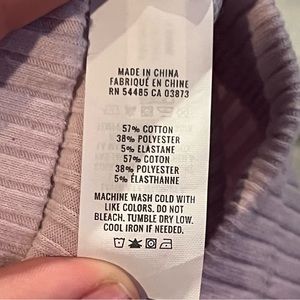 MADE IN CHINA
FABRIQUÉ EN CHINE
RN 54485 CA 03873
57% COTTON
38% POLYESTER
5% ELASTANE
57% COTON
38% POLYESTER
5% ÉLASTHANNE
MACHINE WASH COLD WITH
LIKE COLORS. DO NOT
BLEACH. TUMBLE DRY LOW.
COOL IRON IF NEEDED.